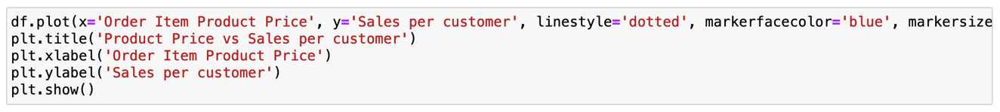 df.plot(x='Order Item Product Price', y='Sales per customer', linestyle='dotted', markerfacecolor='blue', markersize
plt.title('Product Price vs Sales per customer')
plt.xlabel('Order Item Product Price')
plt.ylabel('Sales per customer')
plt.show()